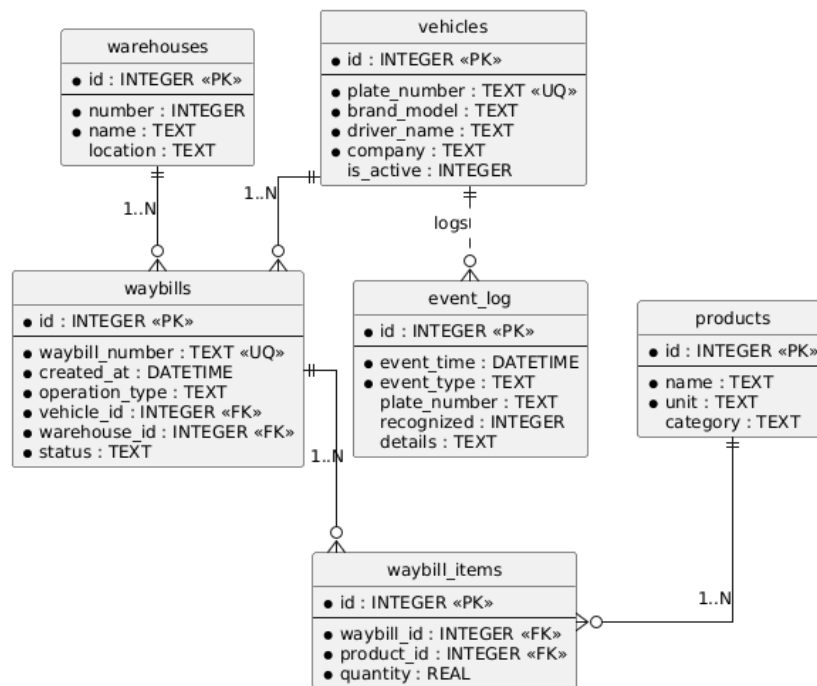 warehouses
● id : INTEGER «PK»
● number : INTEGER
● name : TEXT
location : TEXT
vehicles
● id : INTEGER «PK»
● plate_number : TEXT «UQ»
● brand_model : TEXT
● driver_name : TEXT
● company : TEXT
is_active : INTEGER
1..N
1..N
logs
waybills
● id : INTEGER «PK»
● waybill_number : TEXT «UQ»
● created_at : DATETIME
● operation_type : TEXT
● vehicle_id : INTEGER «FK»
● warehouse_id : INTEGER «FK»
● status : TEXT
event_log
● id : INTEGER «PK»
● event_time : DATETIME
● event_type : TEXT
plate_number : TEXT
recognized : INTEGER
details : TEXT
products
● id : INTEGER «PK»
● name : TEXT
● unit : TEXT
category : TEXT
1..N
1..N
waybill_items
● id : INTEGER «PK»
● waybill_id : INTEGER «FK»
● product_id : INTEGER «FK»
● quantity : REAL